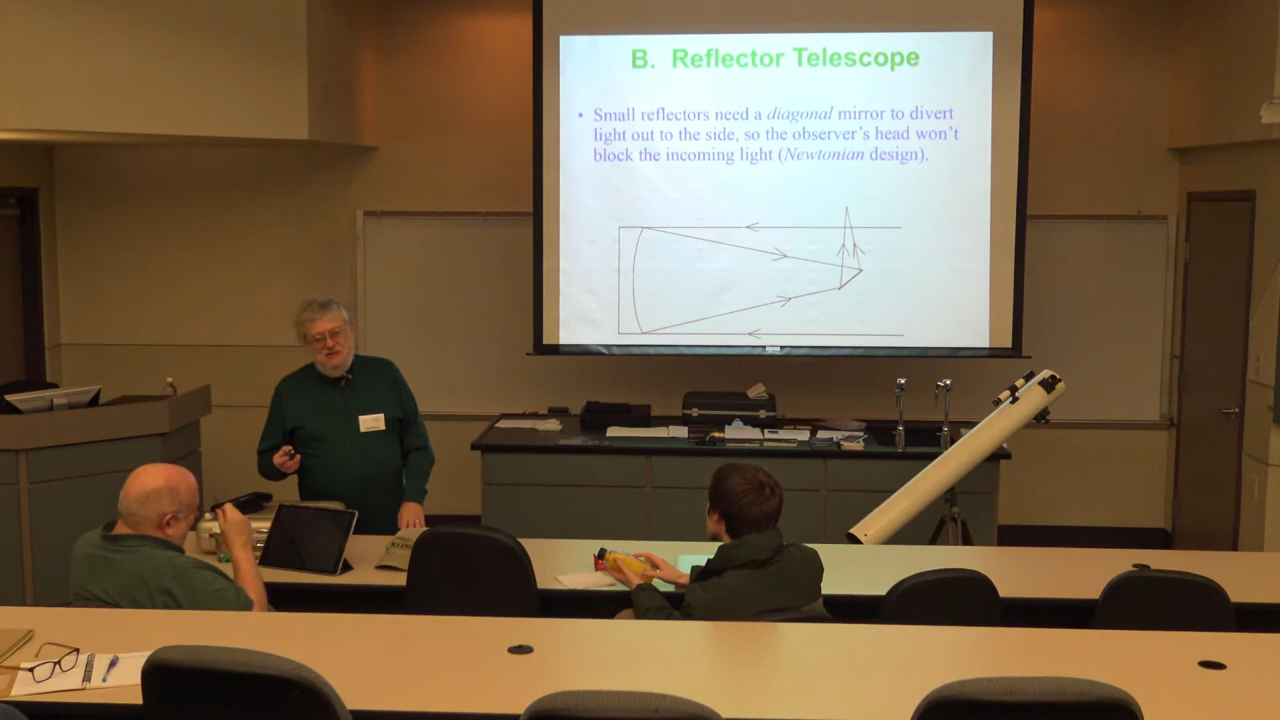 B. Reflector Telescope
• Small reflectors need a diagonal mirror to divert
light out to the side, so the observer's head won't
block the incoming light (Newtonian design).